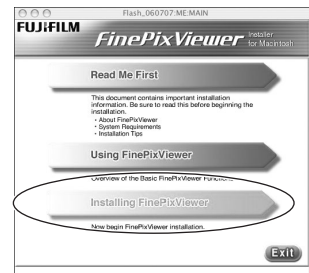 Flash_060707:ME:MAIN
FUJIFILM
FinePixViewer Installer
for Macintosh
Read Me First
This document contains important installation
information. Be sure to read this before beginning the
installation.
• About FinePixViewer
• System Requirements
• Installation Tips
Using FinePixViewer
Overview of the Basic FinePixViewer
Installing FinePixViewer
Now begin FinePixViewer installation.
Exit